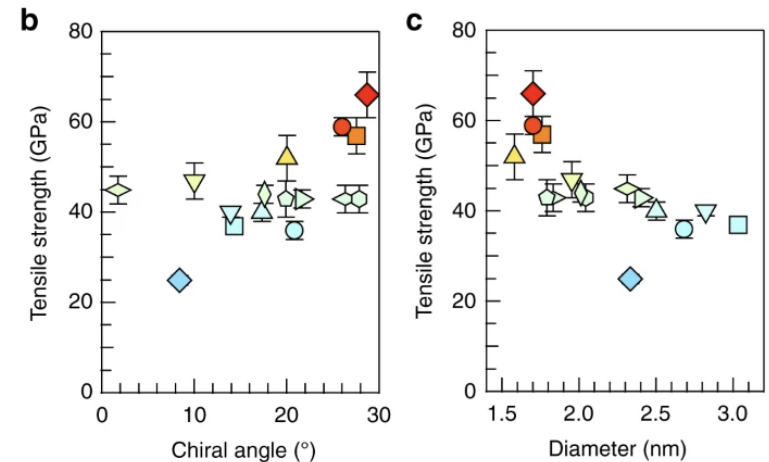 b
80
60
40
20
0
Tensile strength (GPa)
0 10 20 30
Chiral angle (°)
c
80
60
40
20
0
Tensile strength (GPa)
1.5 2.0 2.5 3.0
Diameter (nm)